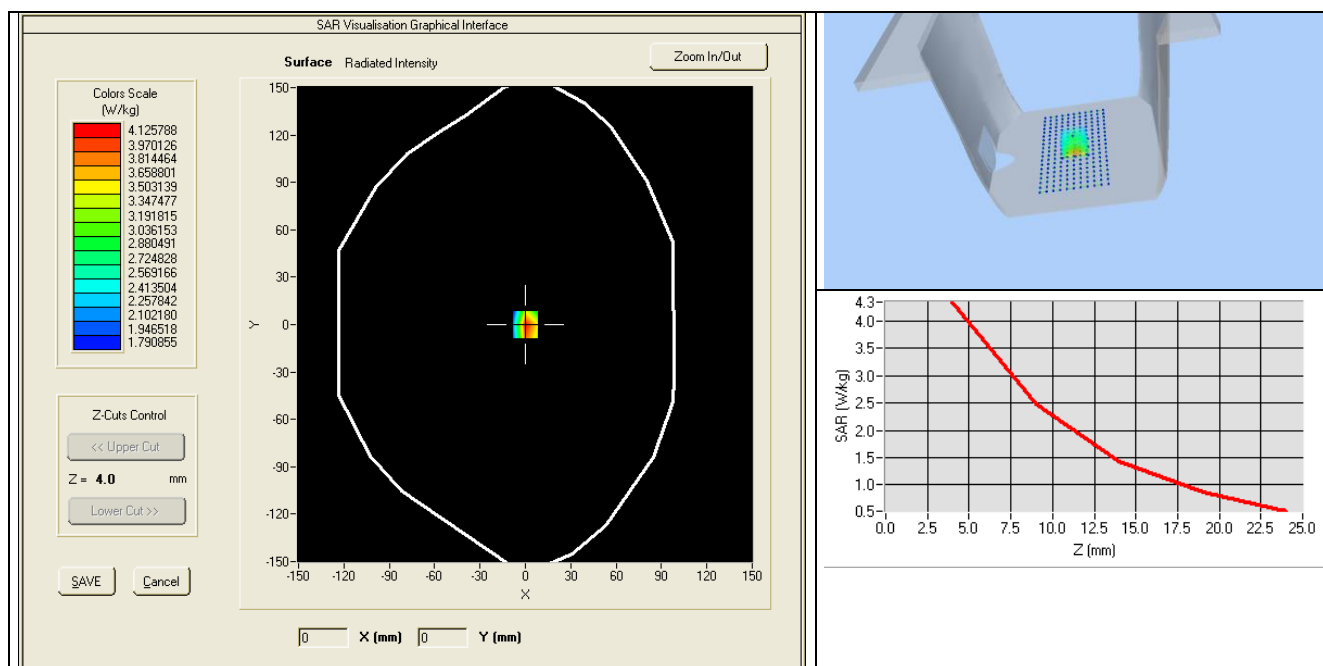 SAR Visualisation Graphical Interface
Surface Radiated Intensity
Zoom In/Out
Colors Scale
(W/kg)
4.125788
3.970126
3.814464
3.658801
3.503139
3.347477
3.191815
3.036153
2.880491
2.724828
2.569166
2.413504
2.257842
2.102180
1.946518
1.790855
Z-Cuts Control
<< Upper Cut
Z = 4.0 mm
Lower Cut >>
SAVE Cancel
150
120
90
60
30
0
-30
-60
-90
-120
-150
Y
-150 -120 -90 -60 -30 0 30 60 90 120 150
X
0 X (mm) 0 Y (mm)
4.3
4.0
3.5
3.0
2.5
2.0
1.5
1.0
0.5
SAR (W/kg)
0.0 2.5 5.0 7.5 10.0 12.5 15.0 17.5 20.0 22.5 25.0
Z (mm)